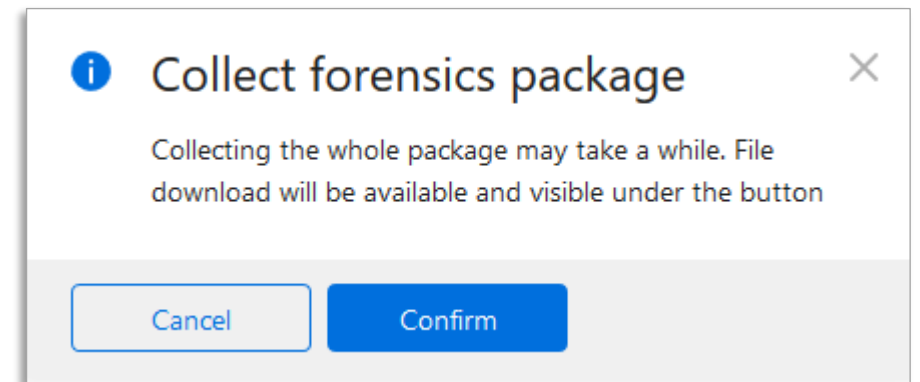 Collect forensics package
Collecting the whole package may take a while. File
download will be available and visible under the button
Cancel
Confirm